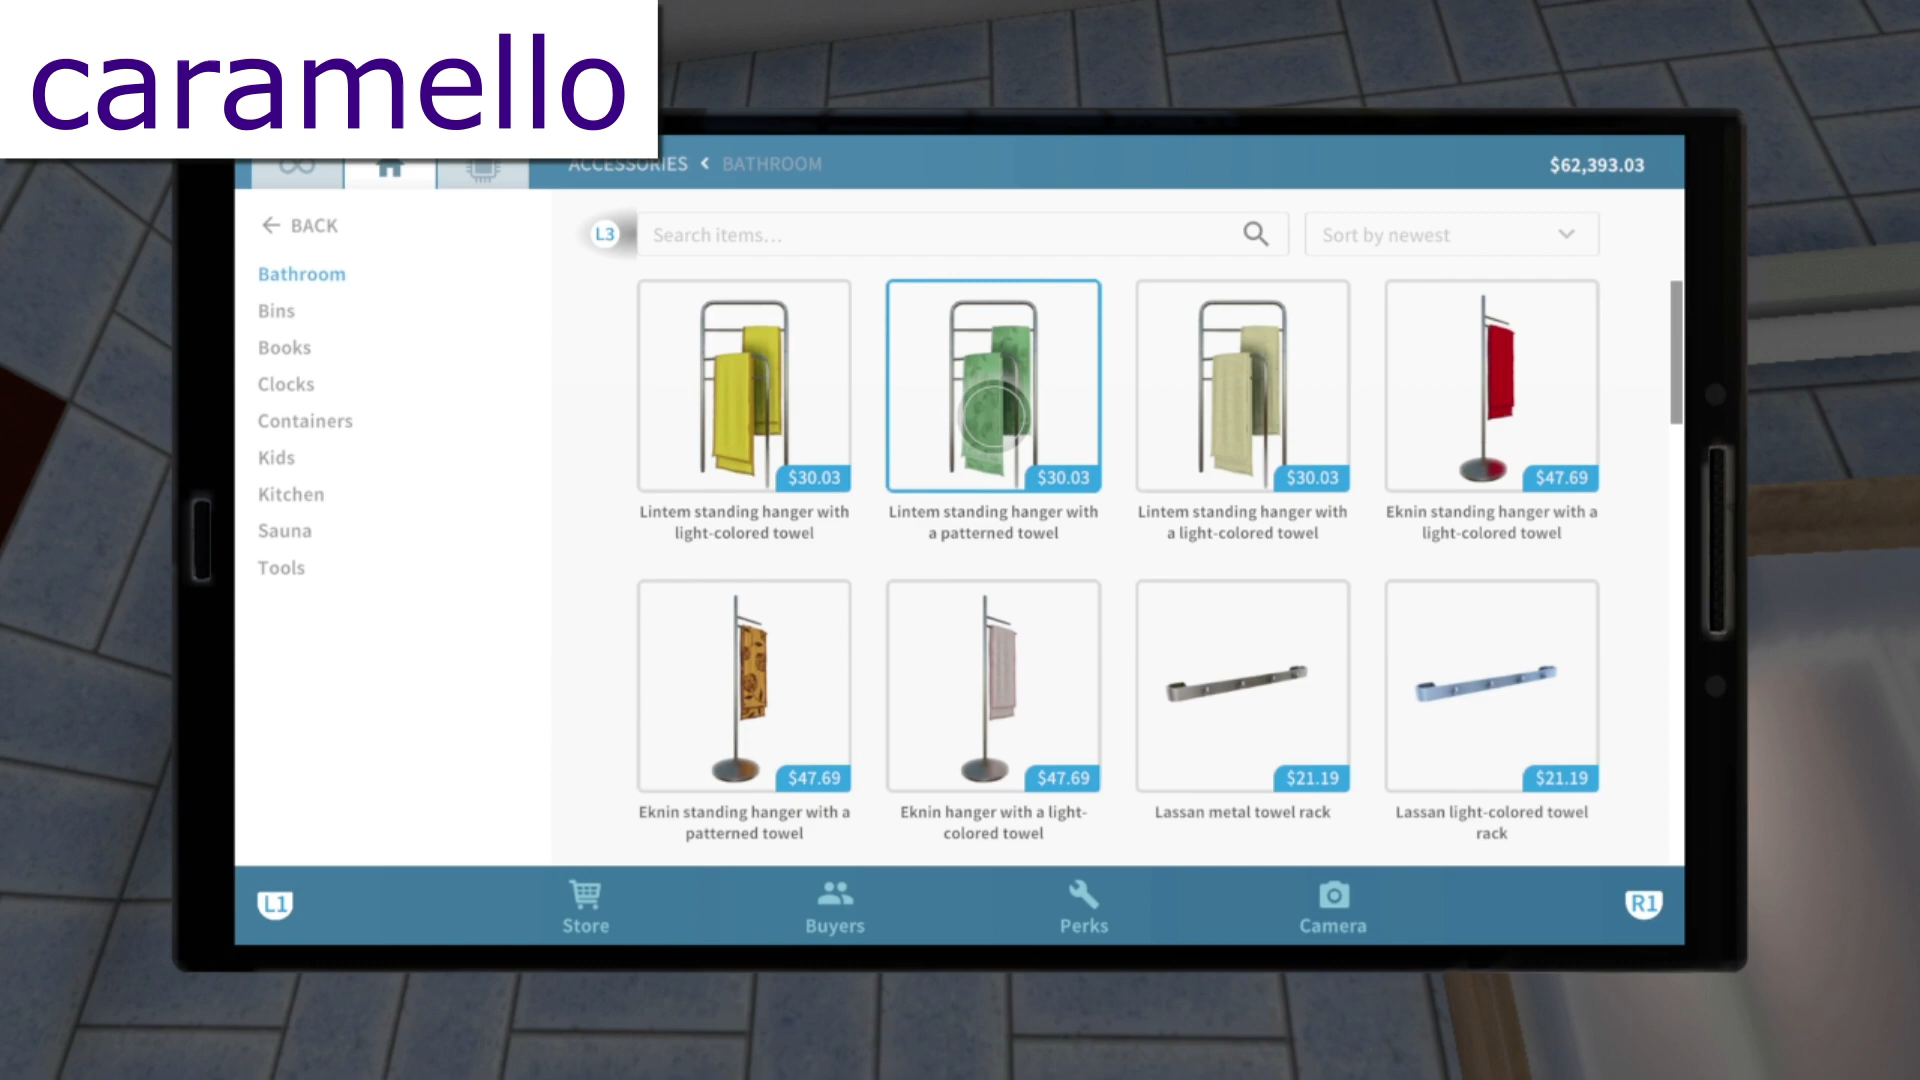 caramello
ACCESSORIES < BATHROOM
$62,393.03
BACK
L3
Search items...
Sort by newest
Bathroom
Bins
Books
Clocks
Containers
Kids
Kitchen
Sauna
Tools
$30.03
$30.03
$30.03
$47.69
Lintem standing hanger with
light-colored towel
Lintem standing hanger with
a patterned towel
Lintem standing hanger with
a light-colored towel
Eknin standing hanger with a
light-colored towel
$47.69
$47.69
$21.19
$21.19
Eknin standing hanger with a
patterned towel
Eknin hanger with a light-
colored towel
Lassan metal towel rack
Lassan light-colored towel
rack
L1
Store
Buyers
Perks
Camera
R1